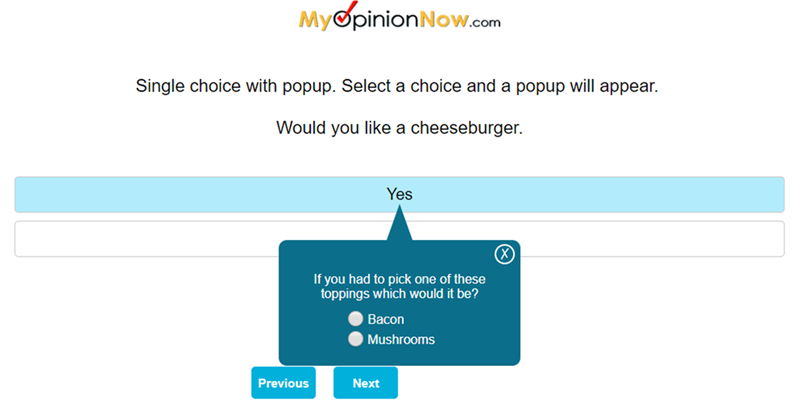 MyOpinionNow.com
Single choice with popup. Select a choice and a popup will appear.
Would you like a cheeseburger.
Yes
X
If you had to pick one of these
toppings which would it be?
Bacon
Mushrooms
Previous
Next